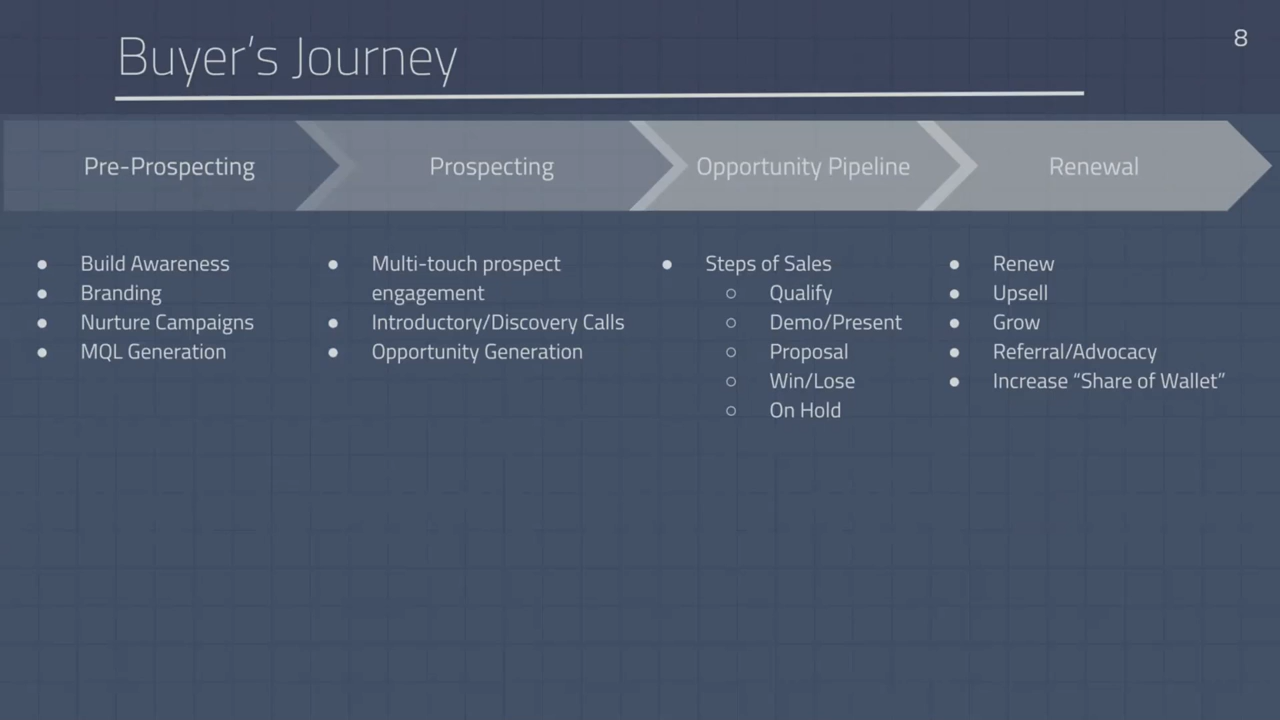 Buyer's Journey
8
Pre-Prospecting
Prospecting
Opportunity Pipeline
Renewal
● Build Awareness
● Branding
● Nurture Campaigns
● MQL Generation
● Multi-touch prospect
engagement
● Introductory/Discovery Calls
● Opportunity Generation
● Steps of Sales
○ Qualify
○ Demo/Present
○ Proposal
○ Win/Lose
○ On Hold
● Renew
● Upsell
● Grow
● Referral/Advocacy
● Increase “Share of Wallet”